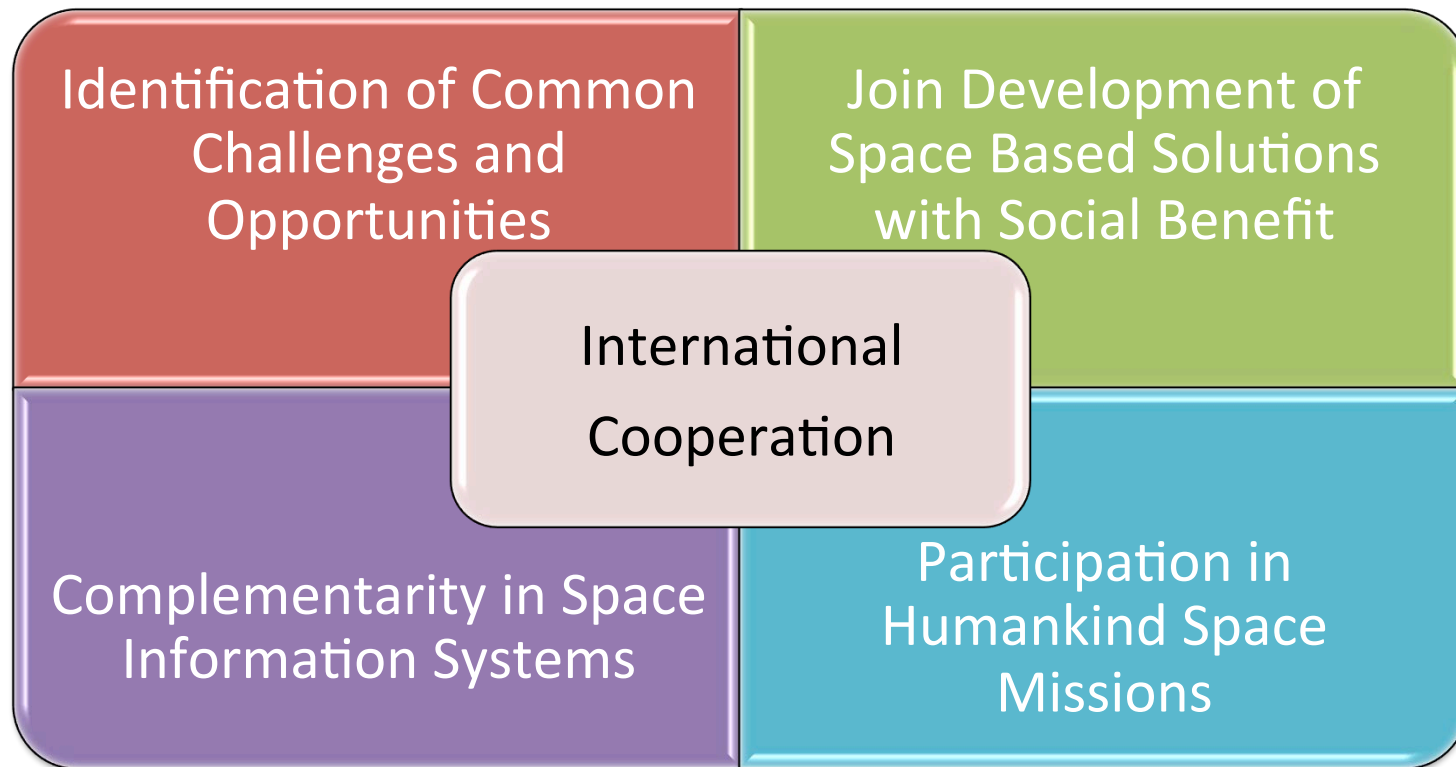 Identification of Common
Challenges and
Opportunities
Join Development of
Space Based Solutions
with Social Benefit
International
Cooperation
Complementarity in Space
Information Systems
Participation in
Humankind Space
Missions